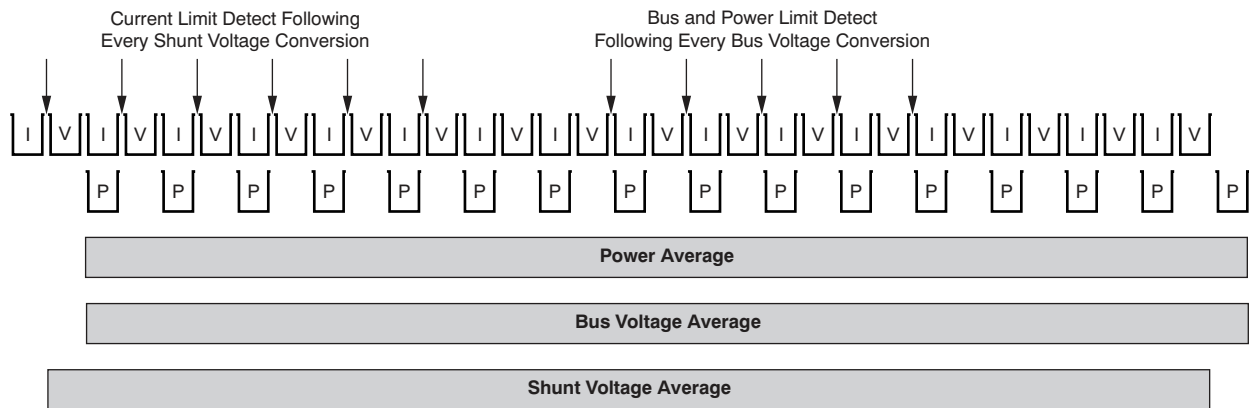 Current Limit Detect Following
Every Shunt Voltage Conversion
Bus and Power Limit Detect
Following Every Bus Voltage Conversion
I V I V I V I V I V I V I V I V I V I V I V I V I V I V I V I V
P P P P P P P P P P P P P P P P
Power Average
Bus Voltage Average
Shunt Voltage Average